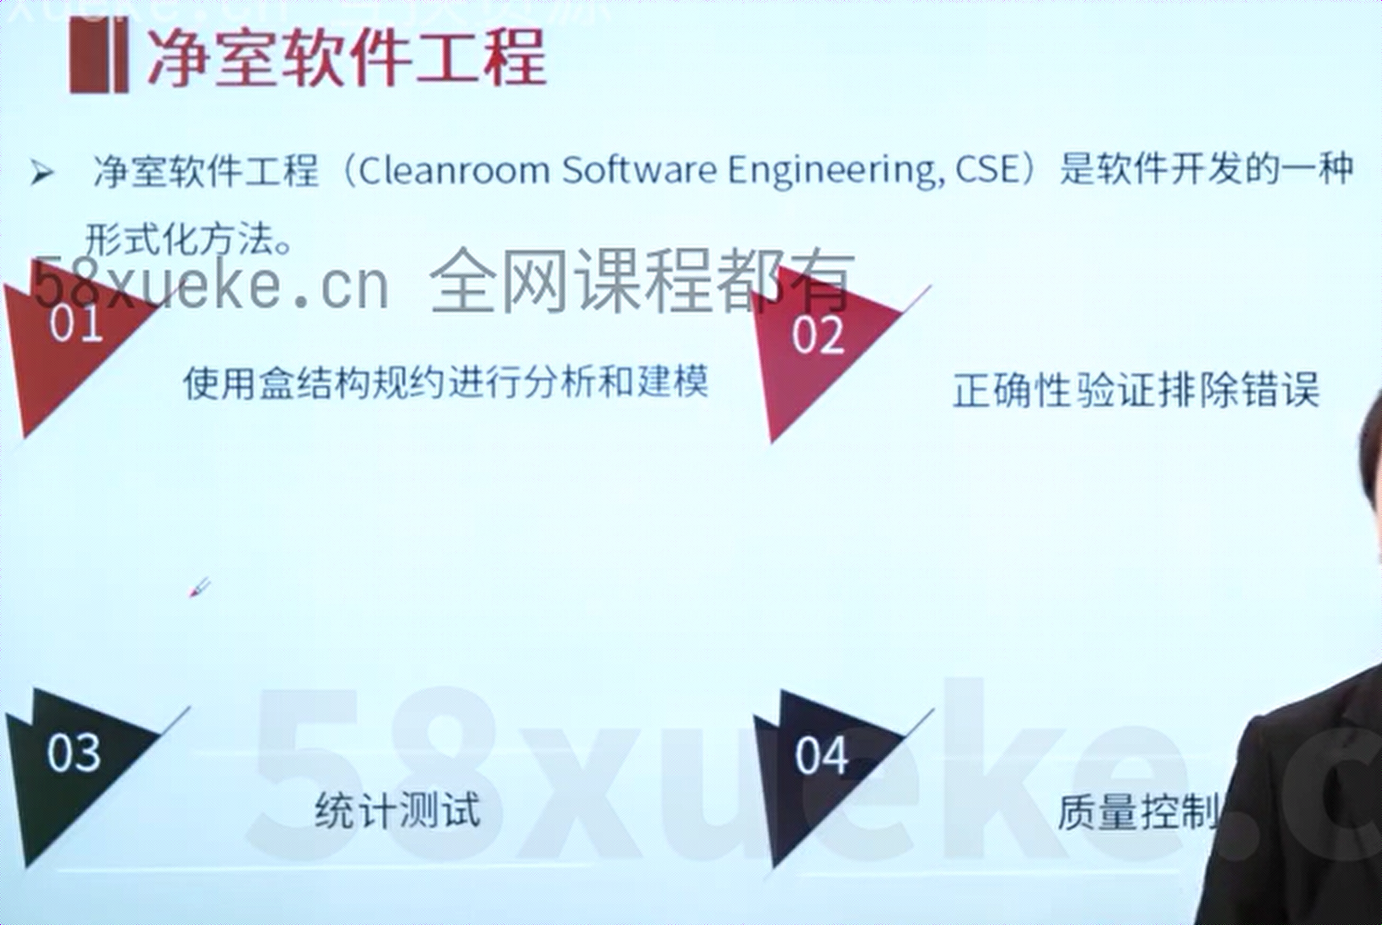 净室软件工程
净室软件工程（Cleanroom Software Engineering, CSE）是软件开发的一种
形式化方法。
58xueke.cn 全网课程都有
01
使用盒结构规约进行分析和建模
02
正确性验证排除错误
03
统计测试
04
质量控制
58xueke.c